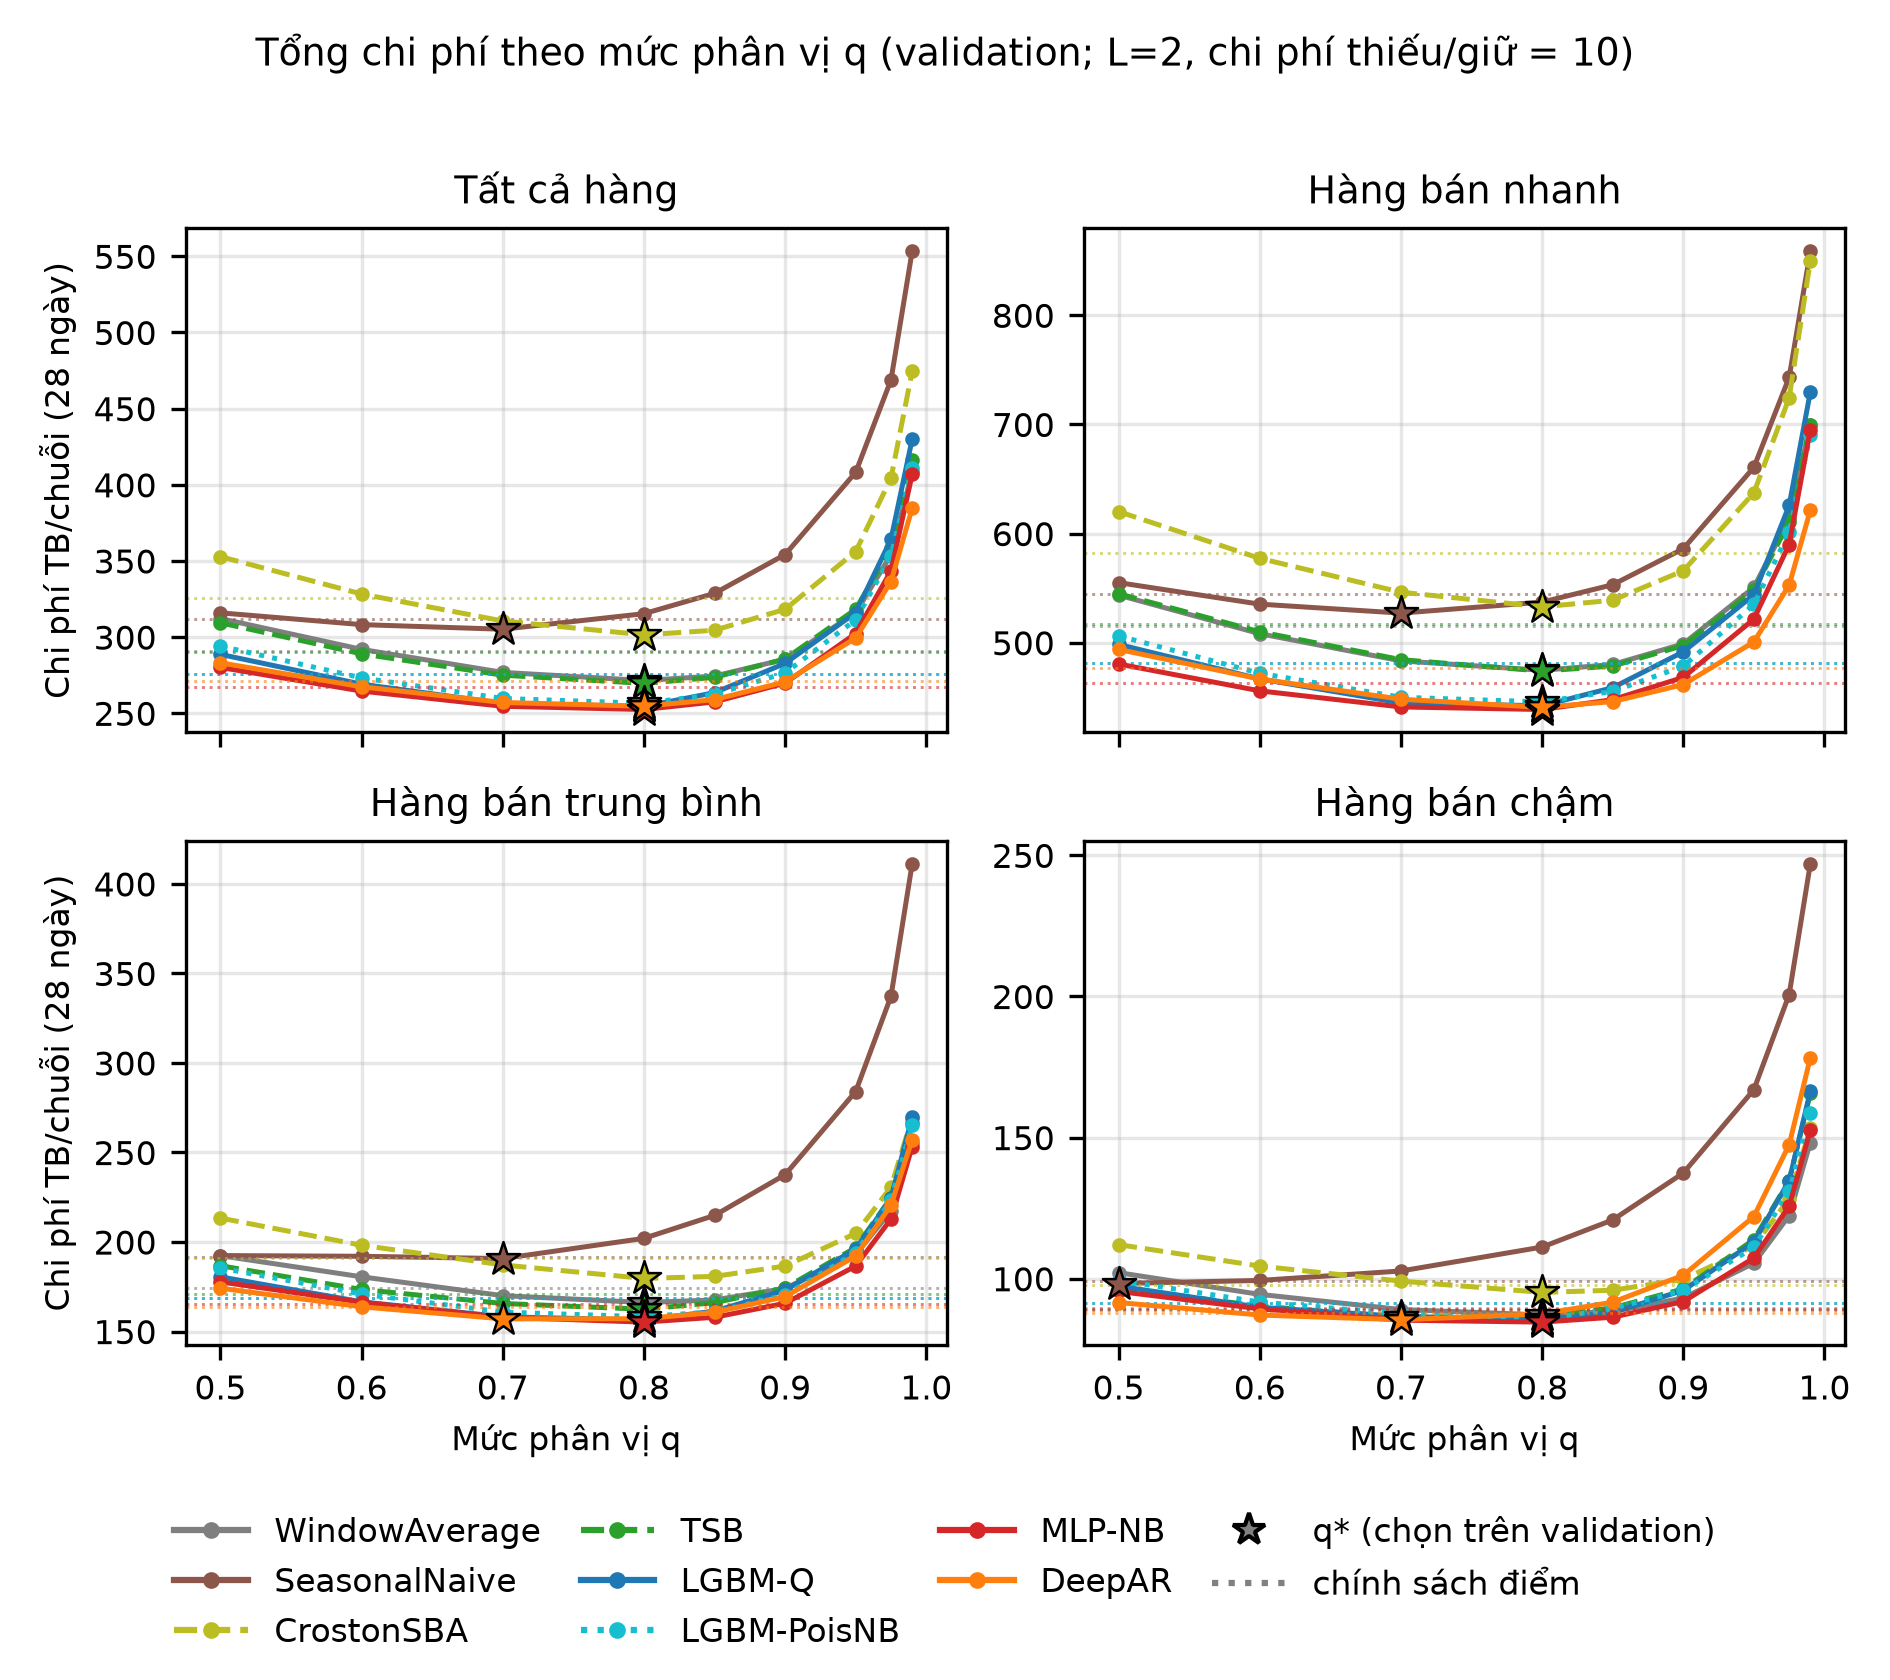 Tổng chi phí theo mức phân vị q (validation; L=2, chi phí thiếu/giữ = 10)
Tất cả hàng
Hàng bán nhanh
Chi phí TB/chuỗi (28 ngày)
550
500
450
400
350
300
250
800
700
600
500
Hàng bán trung bình
Hàng bán chậm
Chi phí TB/chuỗi (28 ngày)
400
350
300
250
200
150
250
200
150
100
0.5 0.6 0.7 0.8 0.9 1.0
0.5 0.6 0.7 0.8 0.9 1.0
Mức phân vị q
Mức phân vị q
WindowAverage
SeasonalNaive
CrostonSBA
TSB
LGBM-Q
LGBM-PoisNB
MLP-NB
DeepAR
q* (chọn trên validation)
chính sách điểm